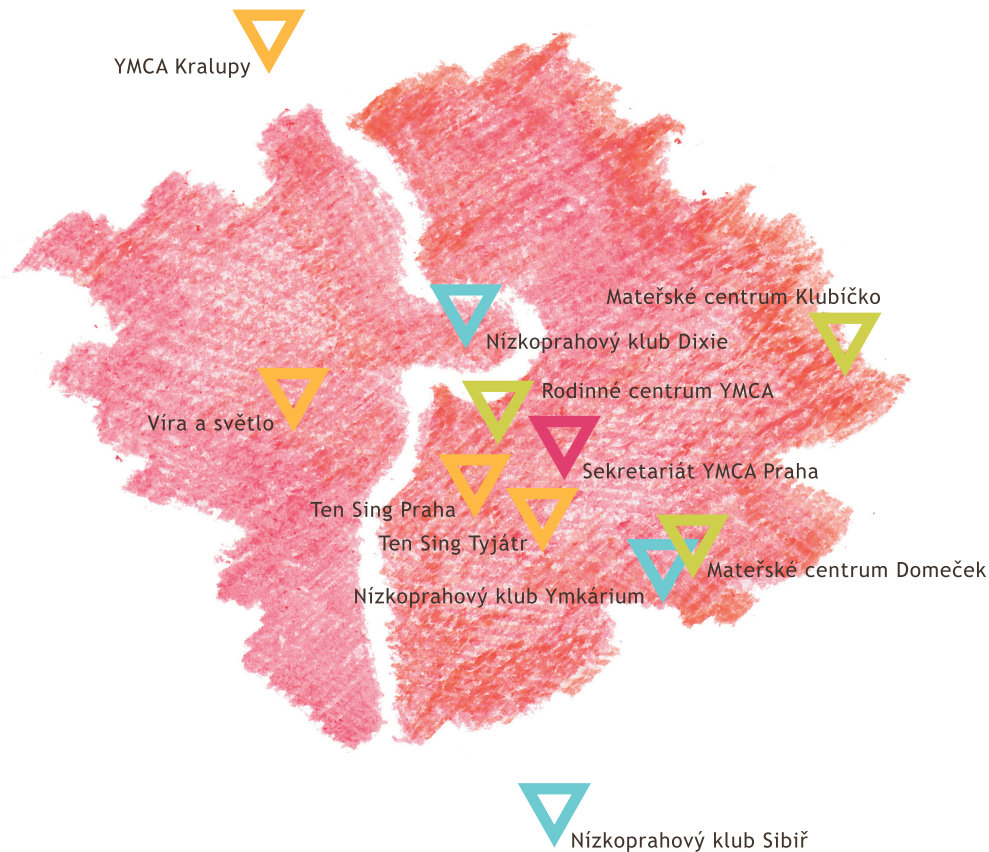 YMCA Kralupy
Mateřské centrum Klubíčko
Nízkoprahový klub Dixie
Rodinné centrum YMCA
Víra a světlo
Sekretariát YMCA Praha
Ten Sing Praha
Ten Sing Tyjátr
Mateřské centrum Domeček
Nízkoprahový klub Ymkárium
Nízkoprahový klub Sibiř